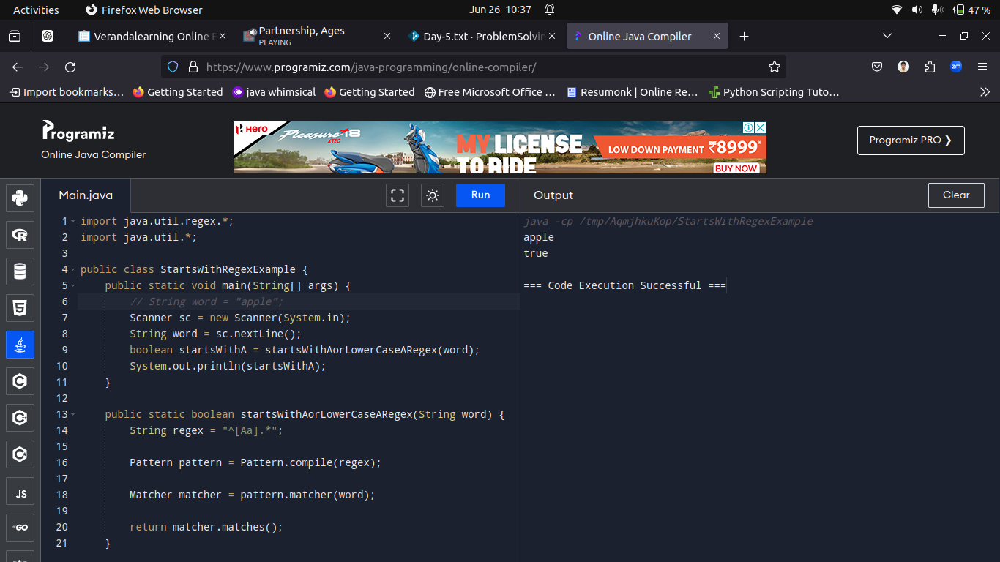 Activities Firefox Web Browser Jun 26 10:37 47 %
Verandalearning Online E Partnership, Ages Day-5.txt · ProblemSolvin Online Java Compiler
PLAYING
https://www.programiz.com/java-programming/online-compiler/
zm
Import bookmarks... Getting Started java whimsical Getting Started Free Microsoft Office ... Resumonk | Online Re... Python Scripting Tuto...
Programiz
Online Java Compiler
Hero
Pleasure+
XTEC
MY LICENSE
TO RIDE
LOW DOWN PAYMENT ₹8999*
BUY NOW
Programiz PRO ❯
Main.java
Run
Output
Clear
R
5
JS
GO
1 import java.util.regex.*;
2 import java.util.*;
3
4 public class StartsWithRegexExample {
5 public static void main(String[] args) {
6 // String word = "apple";
7 Scanner sc = new Scanner(System.in);
8 String word = sc.nextLine();
9 boolean startsWithA = startsWithAorLowerCaseARegex(word);
10 System.out.println(startsWithA);
11 }
12
13 public static boolean startsWithAorLowerCaseARegex(String word) {
14 String regex = "^[Aa].*";
15
16 Pattern pattern = Pattern.compile(regex);
17
18 Matcher matcher = pattern.matcher(word);
19
20 return matcher.matches();
21 }
java -cp /tmp/AqmjhkuKop/StartsWithRegexExample
apple
true
=== Code Execution Successful ===